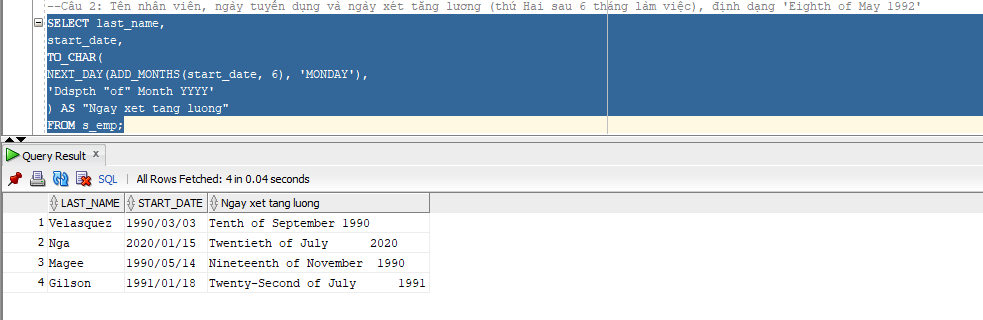 --Câu 2: Tên nhân viên, ngày tuyển dụng và ngày xét tăng lương (thứ Hai sau 6 tháng làm việc), định dạng 'Eighth of May 1992'
SELECT last_name,
start_date,
TO_CHAR(
NEXT_DAY(ADD_MONTHS(start_date, 6), 'MONDAY'),
'Ddspth "of" Month YYYY'
) AS "Ngay xet tang luong"
FROM s_emp;
Query Result x
SQL | All Rows Fetched: 4 in 0.04 seconds
LAST_NAME START_DATE Ngay xet tang luong
1 Velasquez 1990/03/03 Tenth of September 1990
2 Nga 2020/01/15 Twentieth of July      2020
3 Magee 1990/05/14 Nineteenth of November  1990
4 Gilson 1991/01/18 Twenty-Second of July      1991